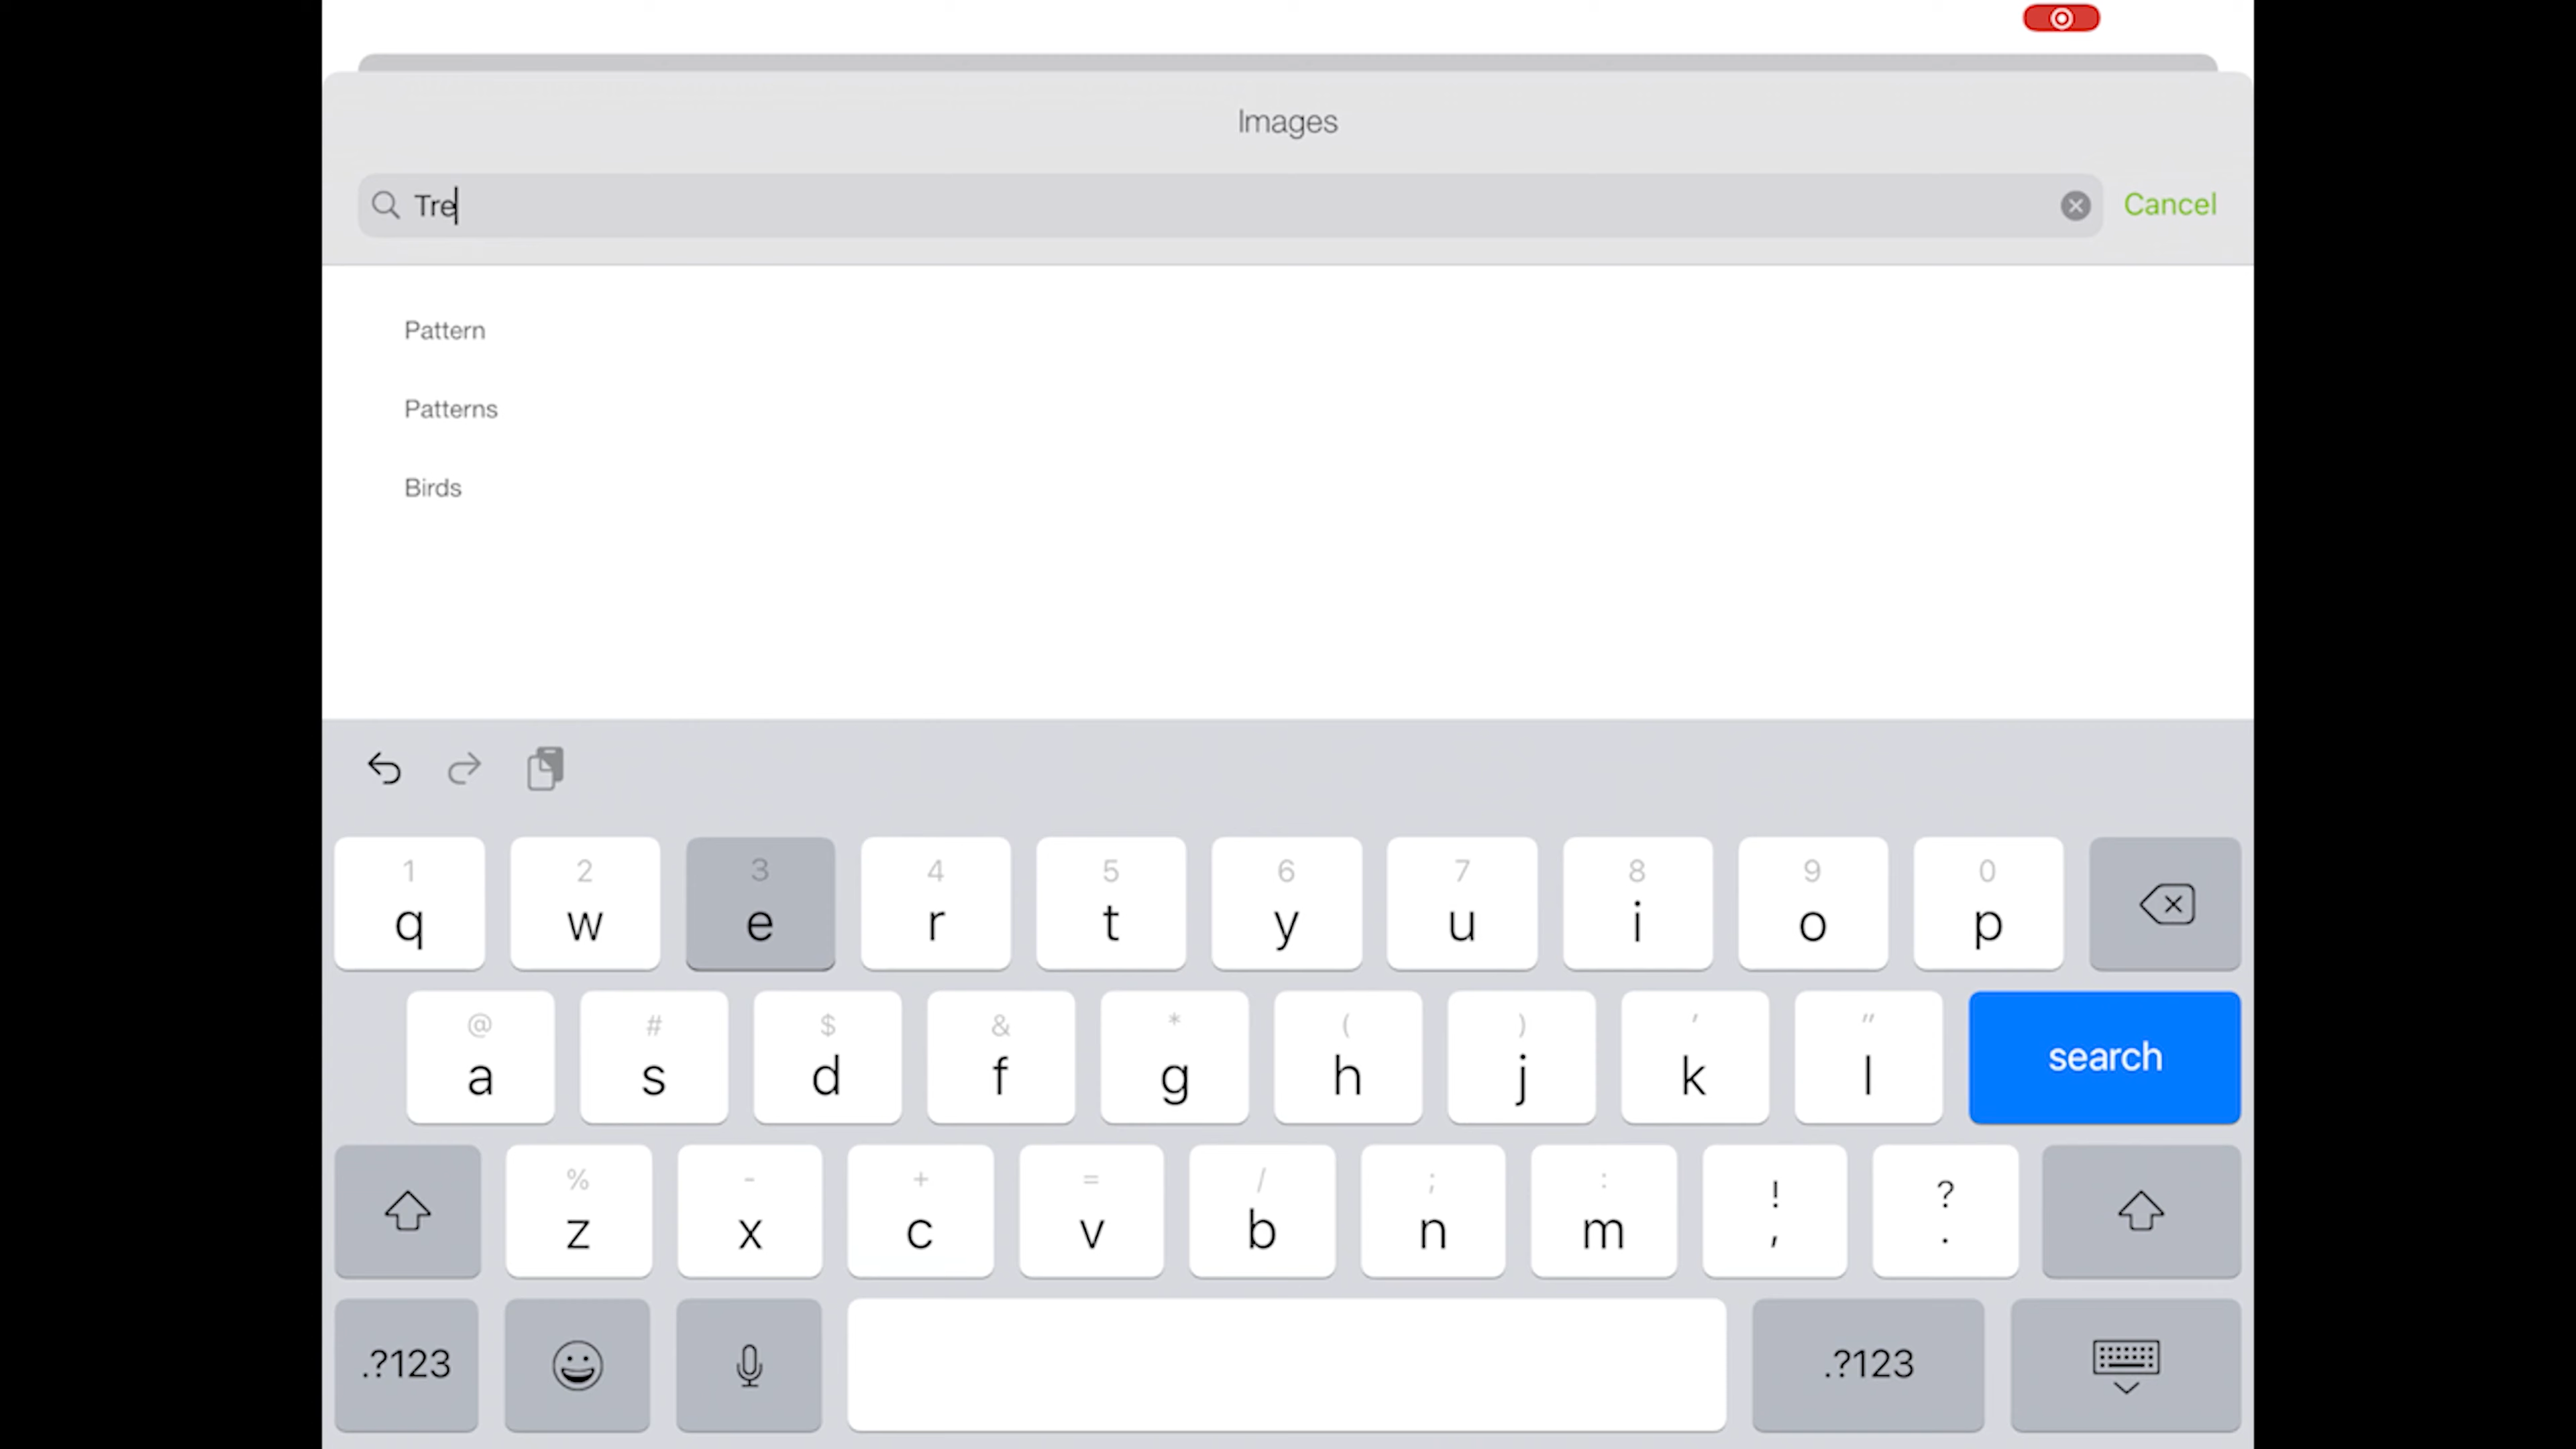 Images
Tre
Cancel
Pattern
Patterns
Birds
1 2 3 4 5 6 7 8 9 0
q w e r t y u i o p
@ # $ & * ( ) ' "
a s d f g h j k l search
% - + = / ; : ! ?
z x c v b n m , .
.?123 .?123